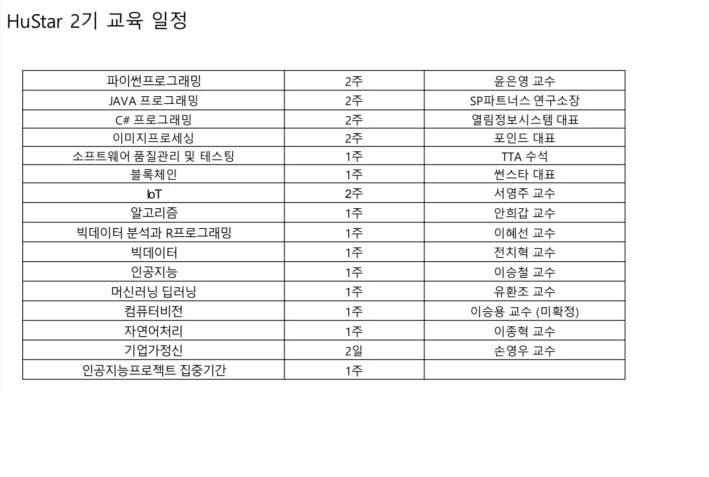 HuStar 2기 교육 일정
파이썬프로그래밍 2주 윤은영 교수
JAVA 프로그래밍 2주 SP파트너스 연구소장
C# 프로그래밍 2주 열림정보시스템 대표
이미지프로세싱 2주 포인드 대표
소프트웨어 품질관리 및 테스팅 1주 TTA 수석
블록체인 1주 썬스타 대표
IoT 2주 서영주 교수
알고리즘 1주 안희갑 교수
빅데이터 분석과 R프로그래밍 1주 이혜선 교수
빅데이터 1주 전치혁 교수
인공지능 1주 이승철 교수
머신러닝 딥러닝 1주 유환조 교수
컴퓨터비전 1주 이승용 교수 (미확정)
자연어처리 1주 이종혁 교수
기업가정신 2일 손영우 교수
인공지능프로젝트 집중기간 1주